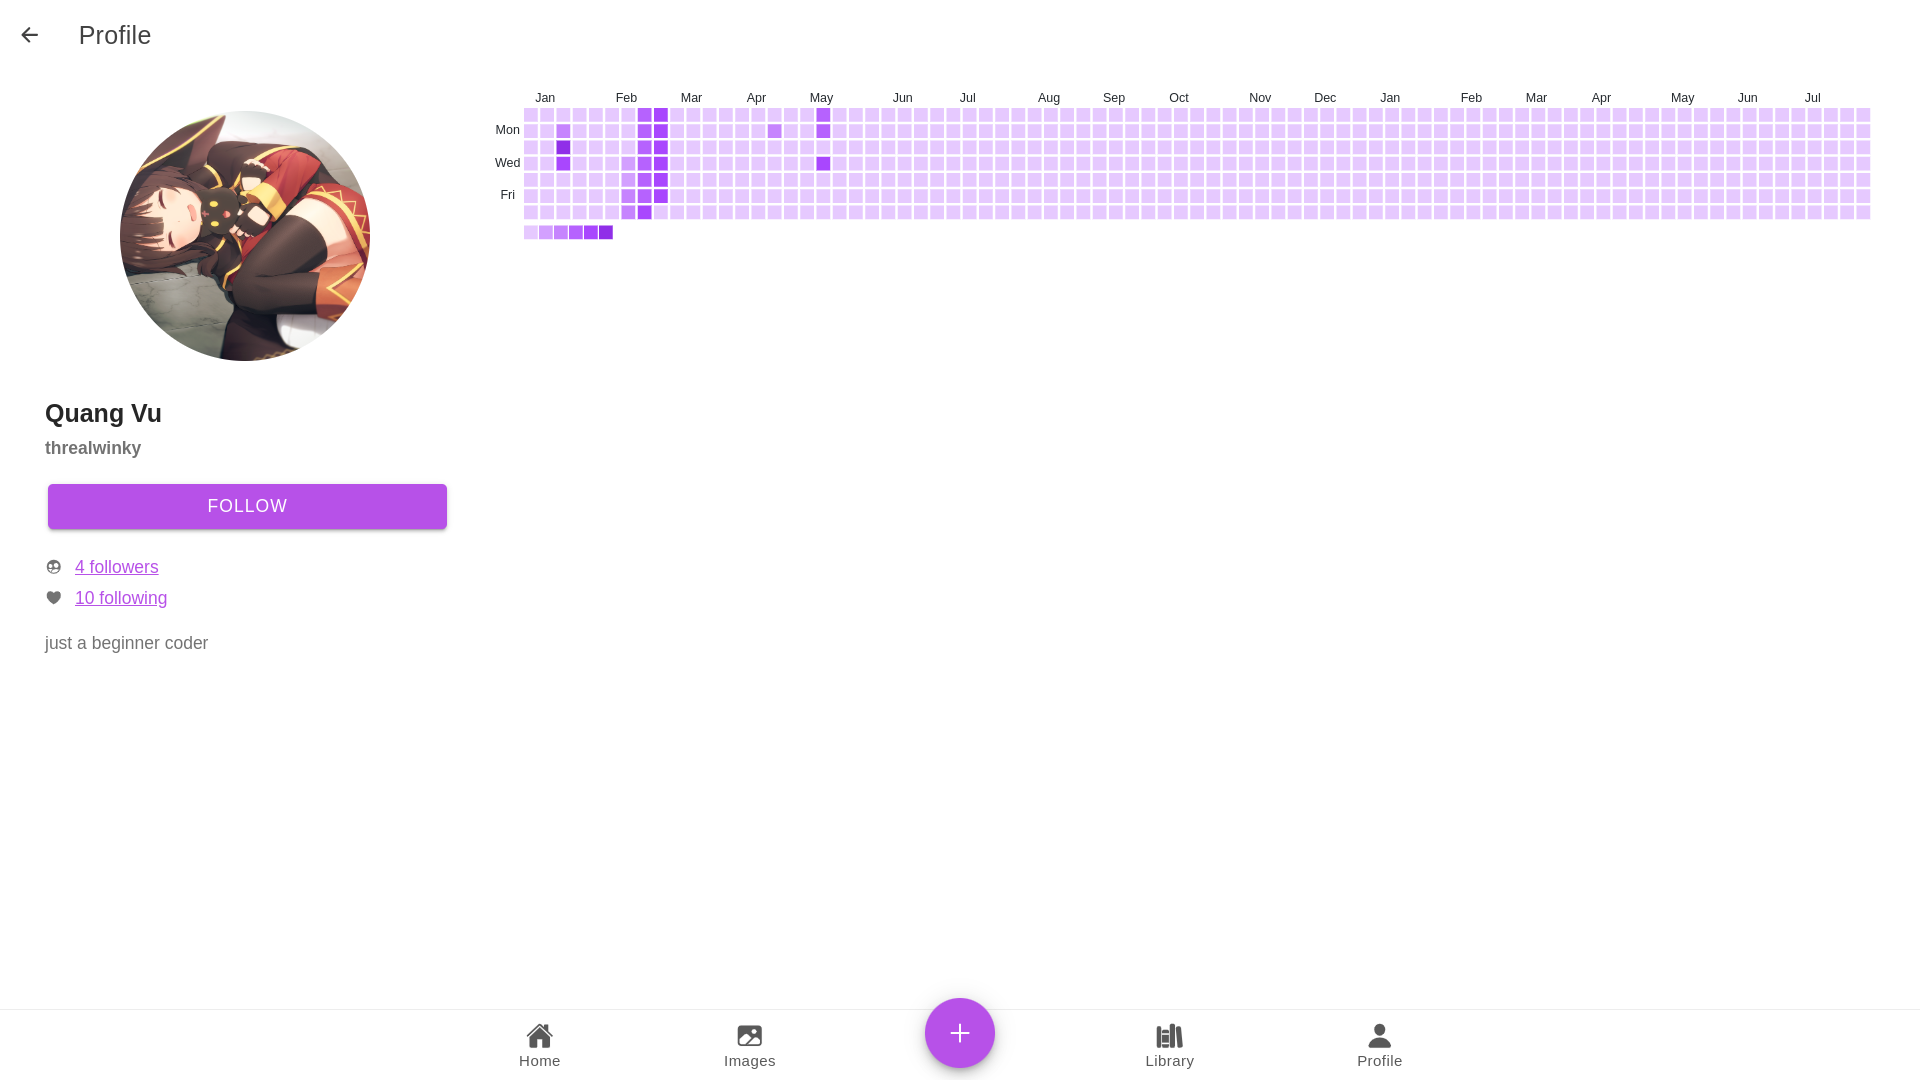 Profile
Jan Feb Mar Apr May Jun Jul Aug Sep Oct Nov Dec Jan Feb Mar Apr May Jun Jul
Mon
Wed
Fri
Quang Vu
threalwinky
FOLLOW
4 followers
10 following
just a beginner coder
Home Images Library Profile